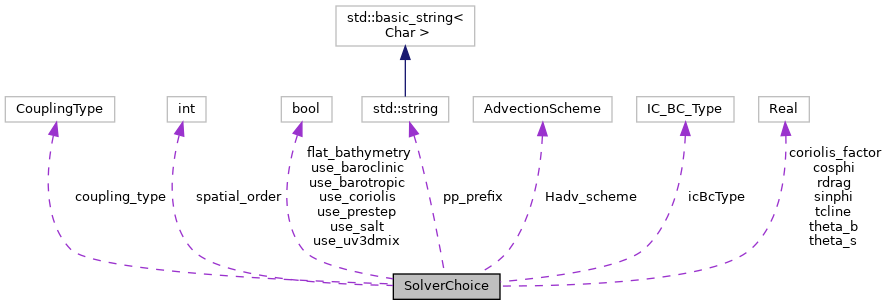 std::basic_string<
Char >
CouplingType
int
bool
std::string
AdvectionScheme
IC_BC_Type
Real
flat_bathymetry
use_baroclinic
use_barotropic
use_coriolis
use_prestep
use_salt
use_uv3dmix
coriolis_factor
cosphi
rdrag
sinphi
tcline
theta_b
theta_s
coupling_type
spatial_order
pp_prefix
Hadv_scheme
icBcType
SolverChoice